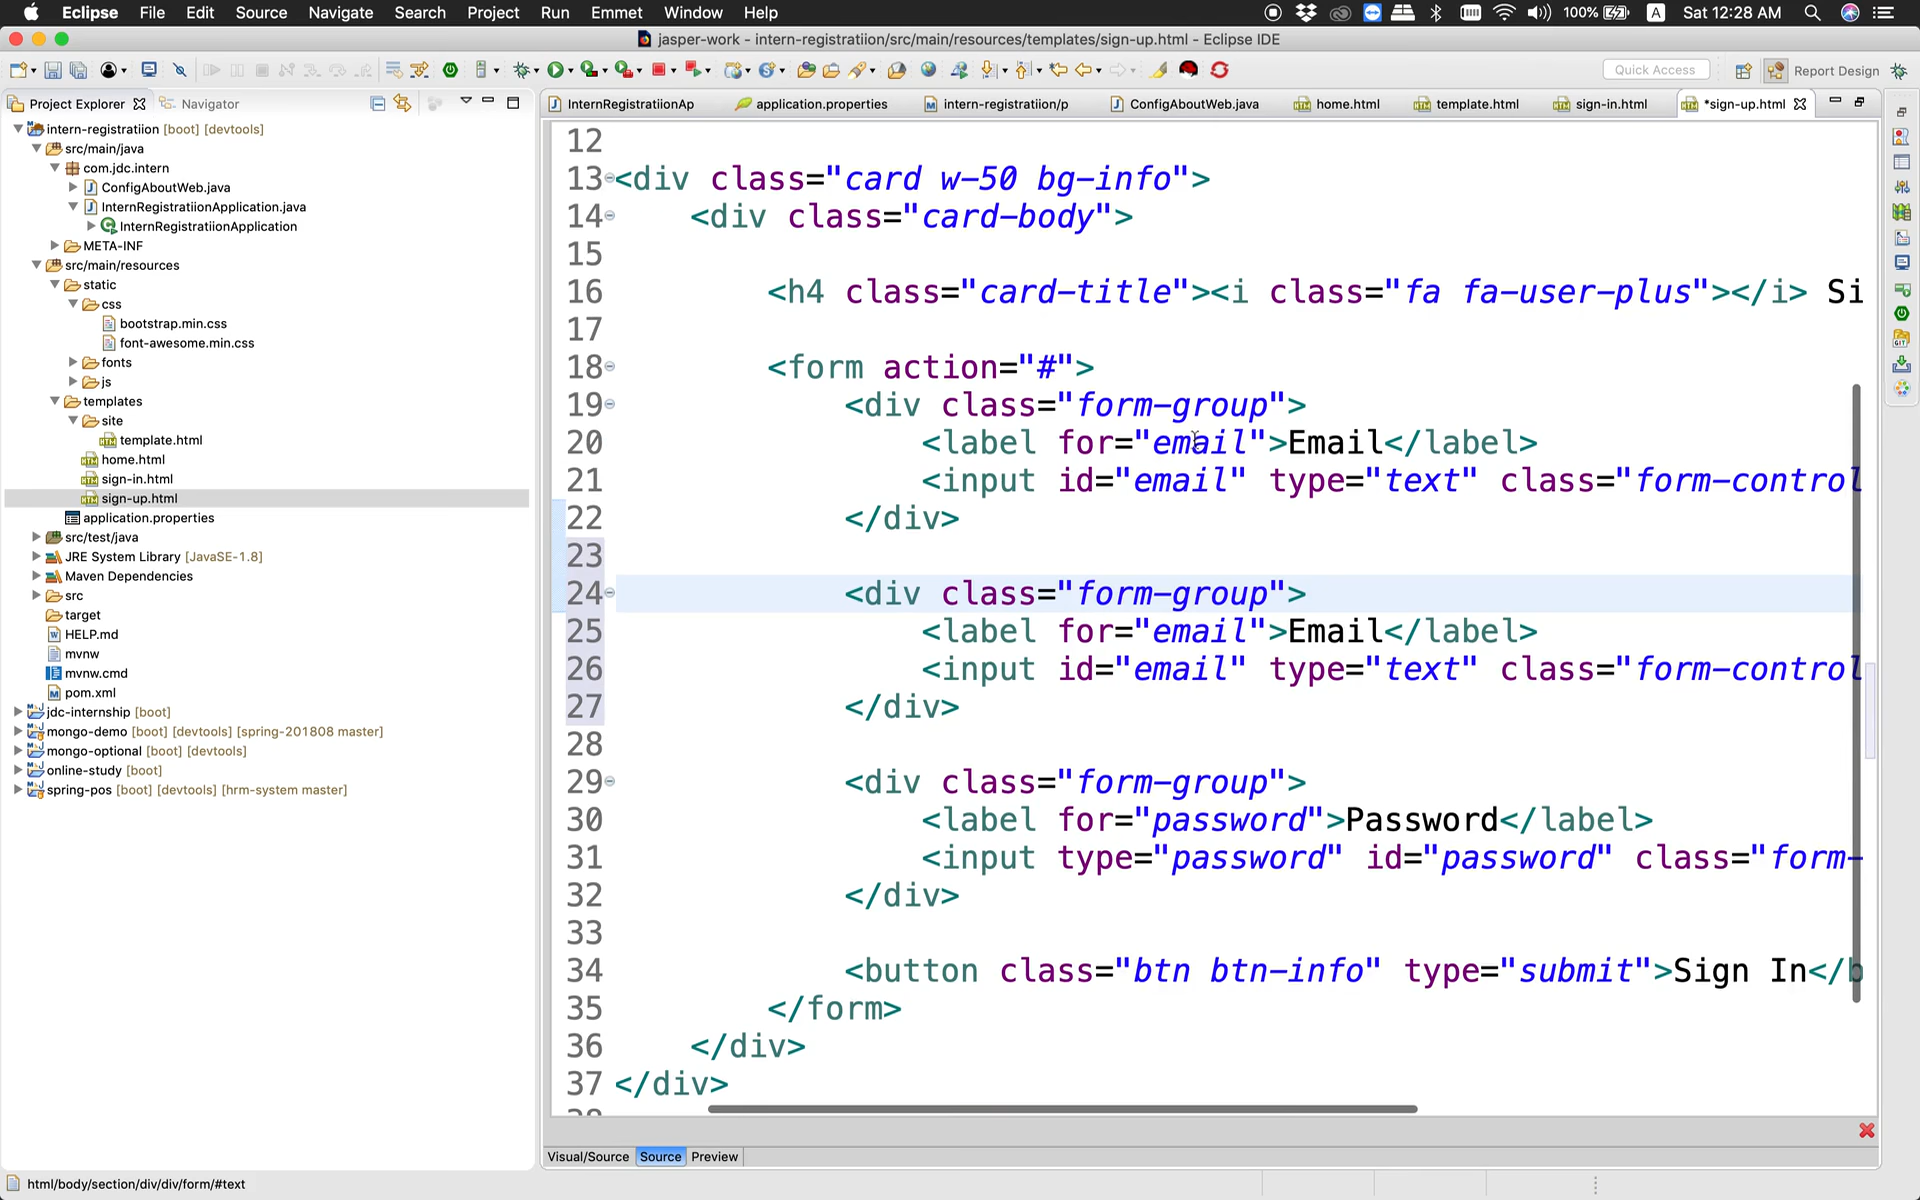 Eclipse File Edit Source Navigate Search Project Run Emmet Window Help 100% A Sat 12:28 AM
jasper-work - intern-registratiion/src/main/resources/templates/sign-up.html - Eclipse IDE
Quick Access Report Design
Project Explorer Navigator
InternRegistratiionAp application.properties intern-registratiion/p ConfigAboutWeb.java home.html template.html sign-in.html *sign-up.html
intern-registratiion [boot] [devtools]
src/main/java
com.jdc.intern
ConfigAboutWeb.java
InternRegistratiionApplication.java
InternRegistratiionApplication
META-INF
src/main/resources
static
css
bootstrap.min.css
font-awesome.min.css
fonts
js
templates
site
template.html
home.html
sign-in.html
sign-up.html
application.properties
src/test/java
JRE System Library [JavaSE-1.8]
Maven Dependencies
src
target
HELP.md
mvnw
mvnw.cmd
pom.xml
jdc-internship [boot]
mongo-demo [boot] [devtools] [spring-201808 master]
mongo-optional [boot] [devtools]
online-study [boot]
spring-pos [boot] [devtools] [hrm-system master]
12
13 <div class="card w-50 bg-info">
14 <div class="card-body">
15
16 <h4 class="card-title"><i class="fa fa-user-plus"></i> Si
17
18 <form action="#">
19 <div class="form-group">
20 <label for="email">Email</label>
21 <input id="email" type="text" class="form-control
22 </div>
23
24 <div class="form-group">
25 <label for="email">Email</label>
26 <input id="email" type="text" class="form-control
27 </div>
28
29 <div class="form-group">
30 <label for="password">Password</label>
31 <input type="password" id="password" class="form-
32 </div>
33
34 <button class="btn btn-info" type="submit">Sign In</b
35 </form>
36 </div>
37 </div>
Visual/Source Source Preview
html/body/section/div/div/form/#text